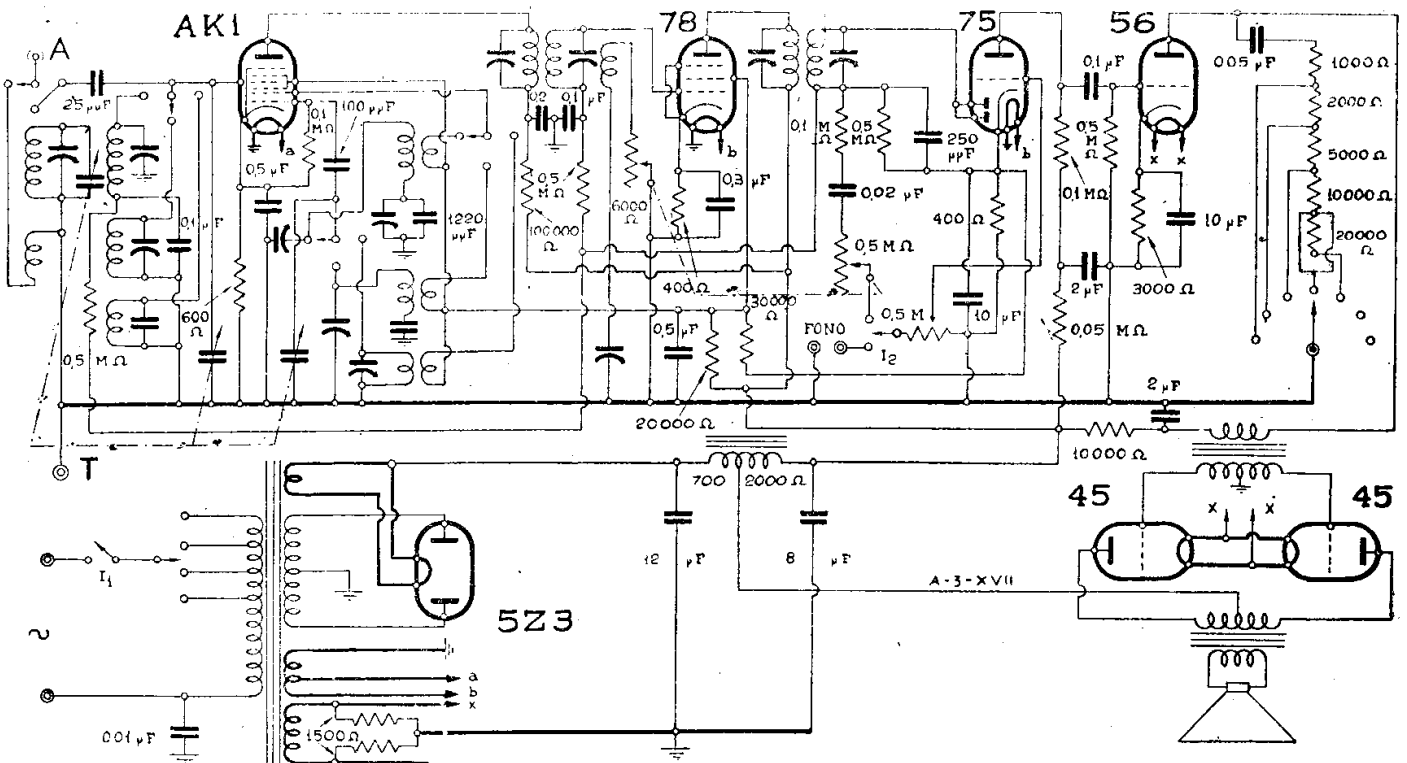 AK1
78
75
56
A
25 µµF
0,1 MΩ
100 µµF
a
0,5 µF
0,1 µF
600 Ω
0,5 MΩ
T
1220 µµF
0,2
0,1 µF
0,5 MΩ
100000 Ω
6000 Ω
b
0,3 µF
400 Ω
30000 Ω
0,5 µF
20000 Ω
0,1 MΩ
0,5 MΩ
250 µµF
0,02 µF
0,5 MΩ
400 Ω
0,5 M
10 µF
FONO
I2
b
0,1 µF
0,5 MΩ
0,1 MΩ
2 µF
0,05 MΩ
x x
10 µF
3000 Ω
0,05 µF
1000 Ω
2000 Ω
5000 Ω
10000 Ω
20000 Ω
2 µF
10000 Ω
700 2000 Ω
12 µF
8 µF
A-3-XVII
45
45
x x
5Z3
I1
~
0,01 µF
a
b
x
1500 Ω